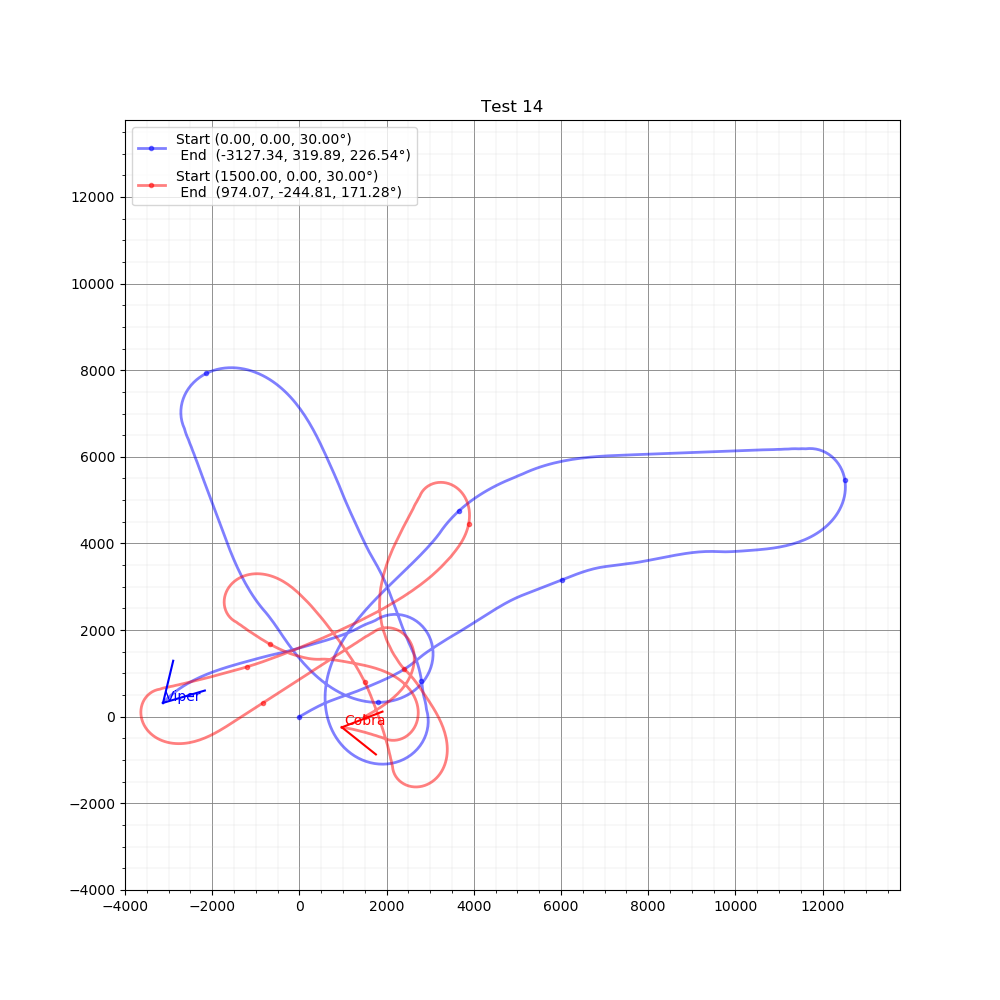 Test 14
Start (0.00, 0.00, 30.00°)
End (-3127.34, 319.89, 226.54°)
Start (1500.00, 0.00, 30.00°)
End (974.07, -244.81, 171.28°)
12000
10000
8000
6000
4000
2000
0
−2000
−4000
Viper
Cobra
−4000 −2000 0 2000 4000 6000 8000 10000 12000